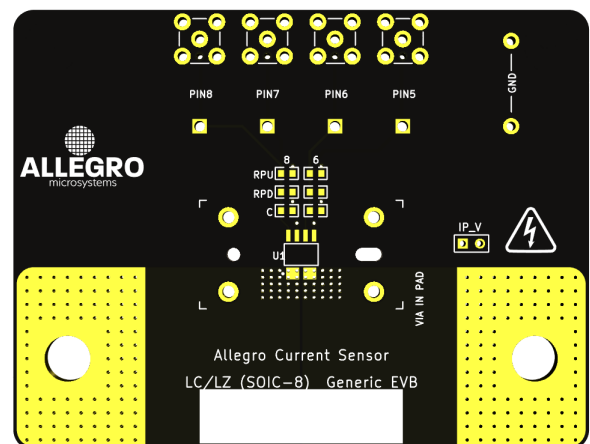 PIN8 PIN7 PIN6 PIN5
GND
ALLEGRO
microsystems
8 6
RPU
RPD
C
U1
IP_V
VIA IN PAD
Allegro Current Sensor
LC/LZ (SOIC-8) Generic EVB